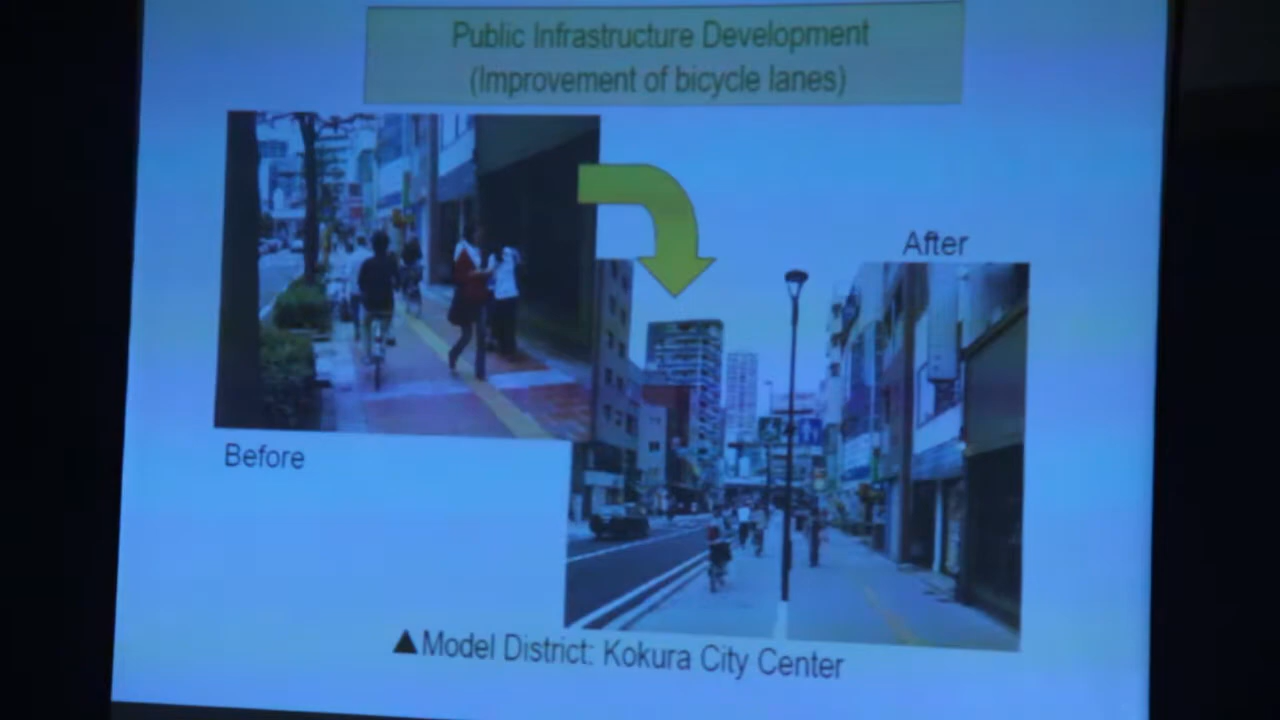 Public Infrastructure Development
(Improvement of bicycle lanes)
After
Before
▲Model District: Kokura City Center